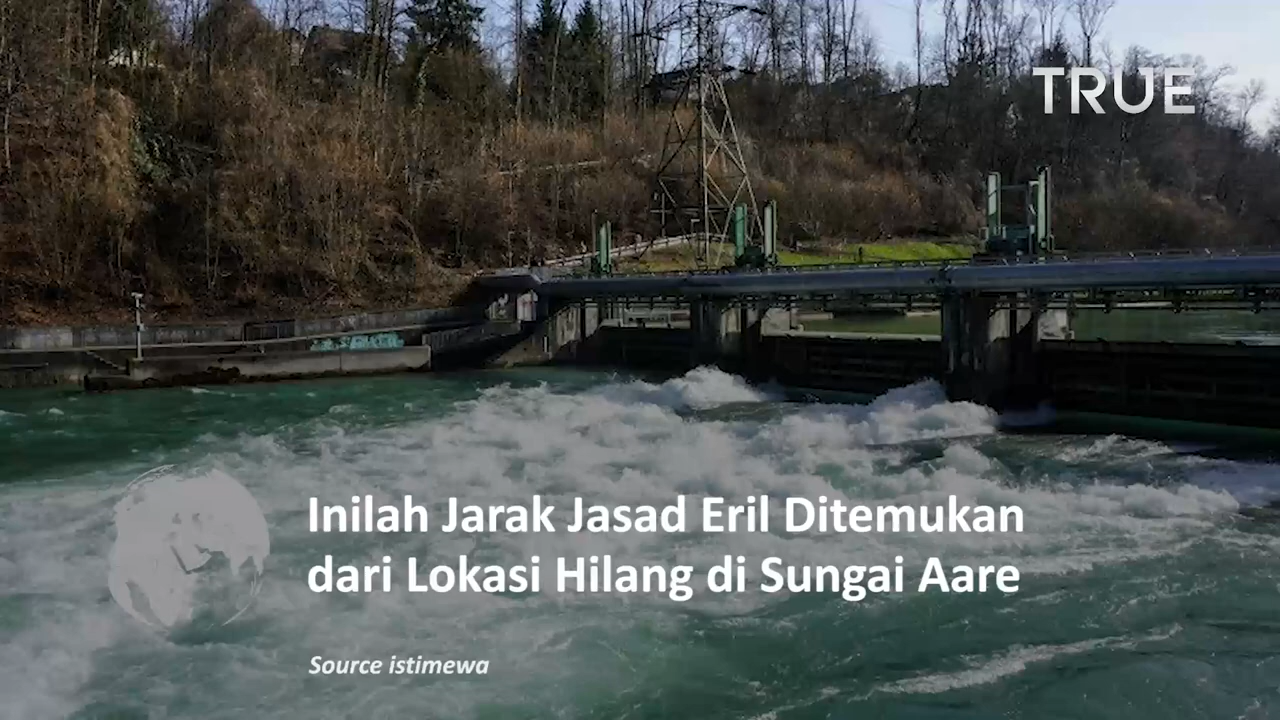 TRUE
Inilah Jarak Jasad Eril Ditemukan
dari Lokasi Hilang di Sungai Aare
Source istimewa